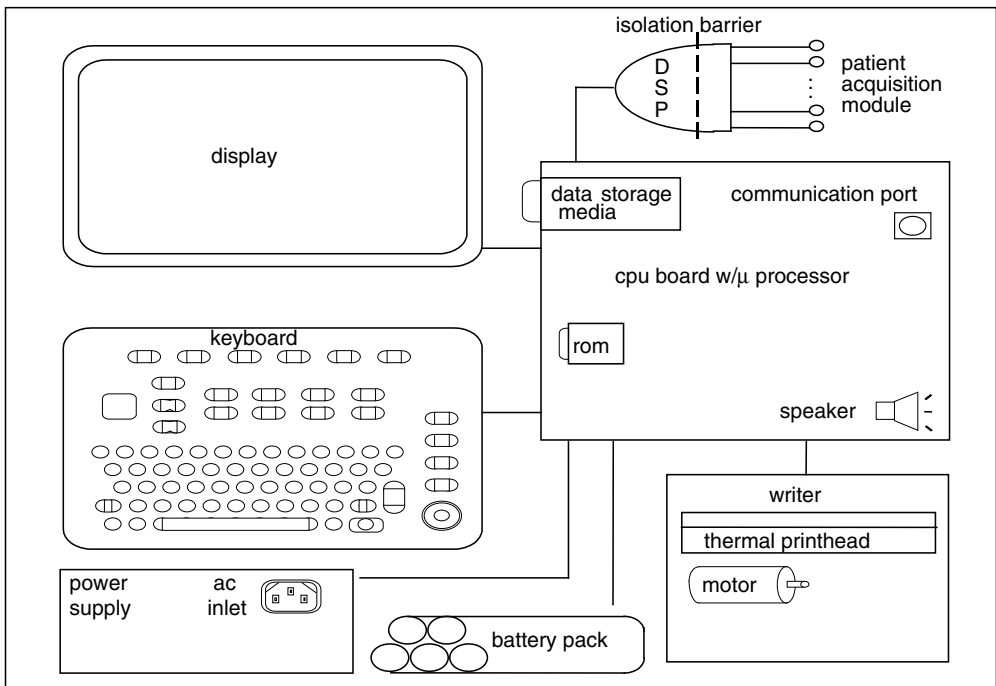 isolation barrier
D
S
P
patient
acquisition
module
display
data storage
media
communication port
cpu board w/μ processor
rom
speaker
keyboard
writer
thermal printhead
motor
power
supply
ac
inlet
battery pack